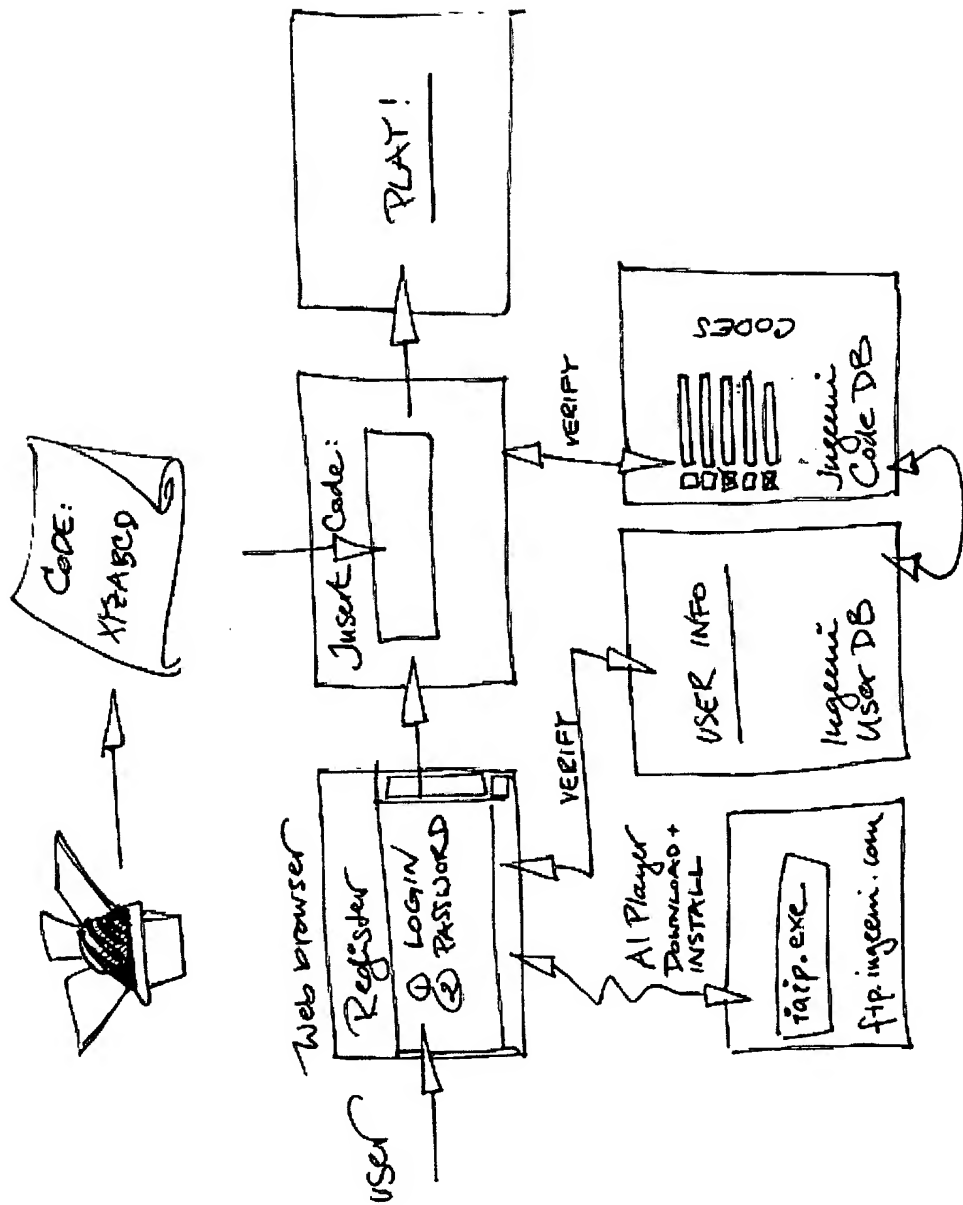 CODE:
XYZABCD
Web browser
USER
Register
① LOGIN
② PASSWORD
Insert Code:
PLAY!
VERIFY
VERIFY
AI Player
DOWNLOAD +
INSTALL
iaip.exe
ftp.ingeeni.com
USER INFO
Ingeeni
User DB
CODES
Ingeeni
Code DB